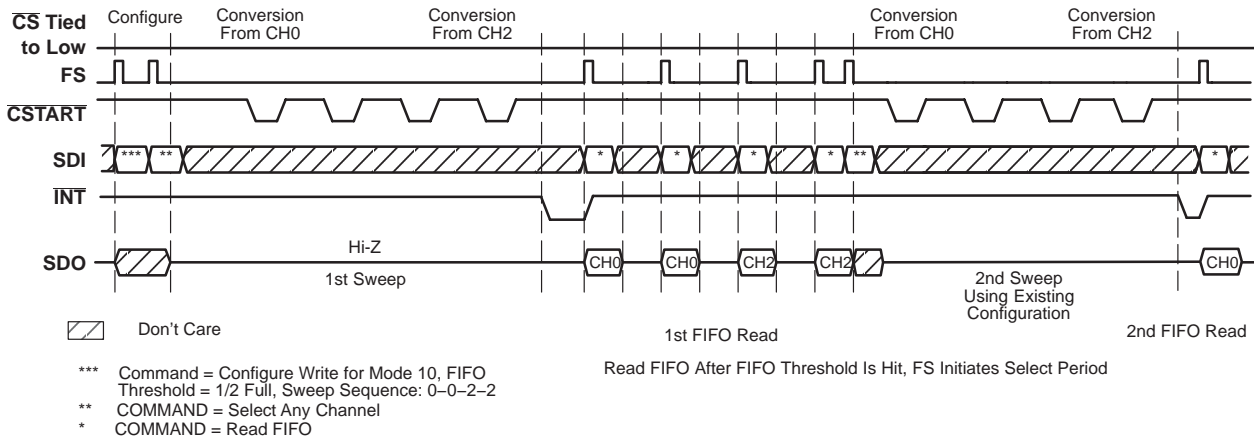 CS Tied
to Low
Configure
Conversion
From CH0
Conversion
From CH2
Conversion
From CH0
Conversion
From CH2
FS
CSTART
SDI
*** ** * * * * ** *
INT
SDO
Hi-Z
1st Sweep
CH0 CH0 CH2 CH2 CH0
2nd Sweep
Using Existing
Configuration
Don't Care
1st FIFO Read
2nd FIFO Read
*** Command = Configure Write for Mode 10, FIFO
Threshold = 1/2 Full, Sweep Sequence: 0–0–2–2
** COMMAND = Select Any Channel
* COMMAND = Read FIFO
Read FIFO After FIFO Threshold Is Hit, FS Initiates Select Period